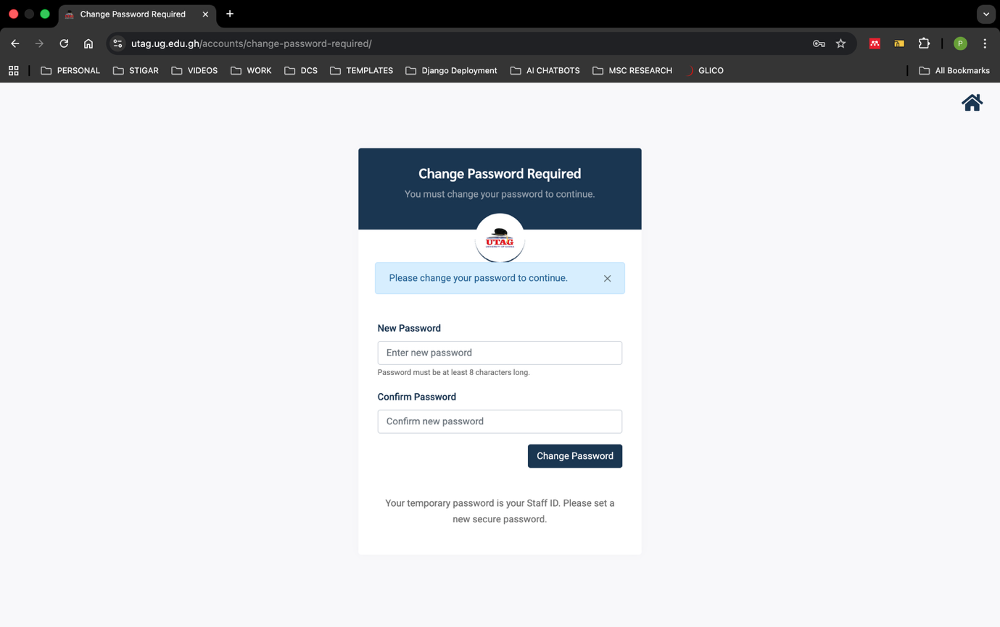 Change Password Required
utag.ug.edu.gh/accounts/change-password-required/
P
PERSONAL
STIGAR
VIDEOS
WORK
DCS
TEMPLATES
Django Deployment
AI CHATBOTS
MSC RESEARCH
GLICO
All Bookmarks
Change Password Required
You must change your password to continue.
UTAG
UNIVERSITY OF GHANA
Please change your password to continue.
New Password
Enter new password
Password must be at least 8 characters long.
Confirm Password
Confirm new password
Change Password
Your temporary password is your Staff ID. Please set a
new secure password.